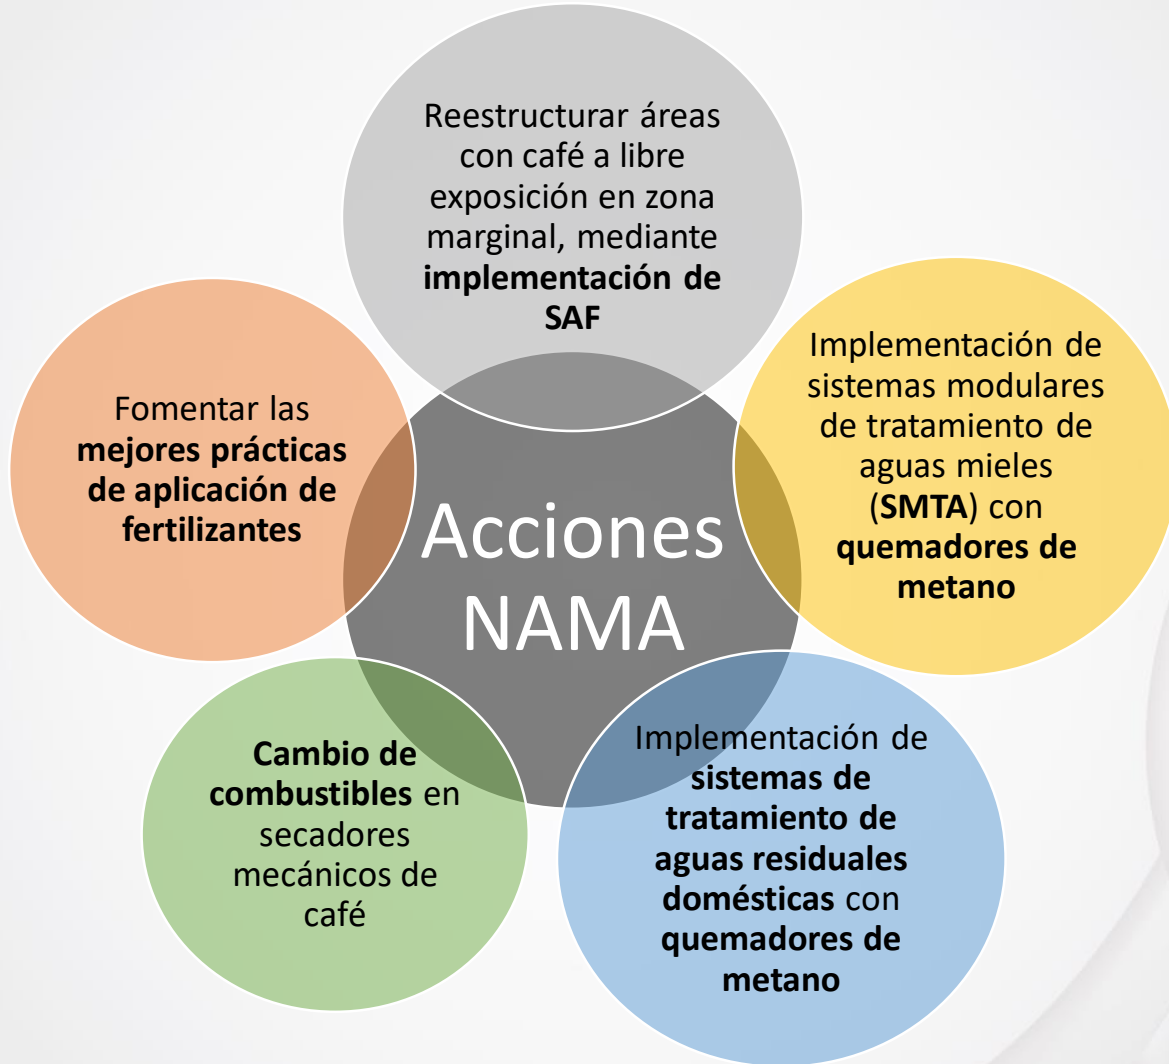 Reestructurar áreas
con café a libre
exposición en zona
marginal, mediante
implementación de
SAF
Implementación de
sistemas modulares
de tratamiento de
aguas mieles
(SMTA) con
quemadores de
metano
Implementación de
sistemas de
tratamiento de
aguas residuales
domésticas con
quemadores de
metano
Cambio de
combustibles en
secadores
mecánicos de
café
Fomentar las
mejores prácticas
de aplicación de
fertilizantes
Acciones
NAMA